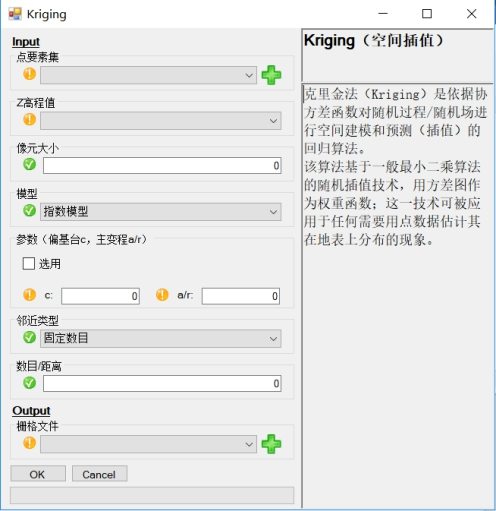 Kriging
Input
点要素集
Z高程值
像元大小
0
模型
指数模型
参数（偏基台c，主变程a/r）
选用
c: 0 a/r: 0
邻近类型
固定数目
数目/距离
0
Output
栅格文件
OK Cancel
Kriging（空间插值）
克里金法（Kriging）是依据协
方差函数对随机过程/随机场进
行空间建模和预测（插值）的
回归算法。
该算法基于一般最小二乘算法
的随机插值技术，用方差图作
为权重函数；这一技术可被应
用于任何需要用点数据估计其
在地表上分布的现象。